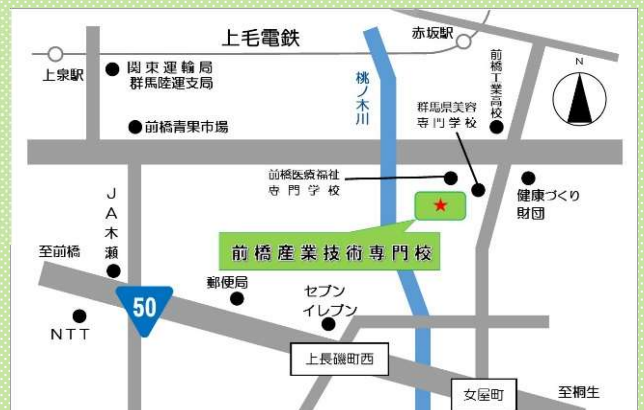 上毛電鉄
赤坂駅
上泉駅
関東運輸局
群馬陸運支局
桃ノ木川
前橋工業高校
N
群馬県美容
専門学校
前橋青果市場
前橋医療福祉
専門学校
★
健康づくり
財団
JA木瀬
前橋産業技術専門校
至前橋
郵便局
セブン
イレブン
50
NTT
上長磯町西
女屋町
至桐生